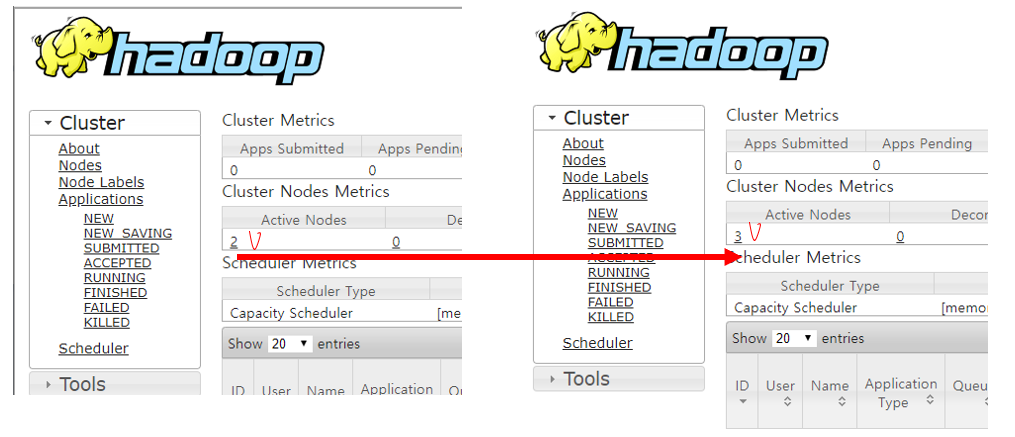 hadoop
Cluster
About
Nodes
Node Labels
Applications
NEW
NEW_SAVING
SUBMITTED
ACCEPTED
RUNNING
FINISHED
FAILED
KILLED
Scheduler
Tools
Cluster Metrics
Apps Submitted Apps Pending
0 0
Cluster Nodes Metrics
Active Nodes De
2 V 0
Scheduler Metrics
Scheduler Type
Capacity Scheduler [me
Show 20 entries
ID User Name Application Q
hadoop
Cluster
About
Nodes
Node Labels
Applications
NEW
NEW_SAVING
SUBMITTED
ACCEPTED
RUNNING
FINISHED
FAILED
KILLED
Scheduler
Tools
Cluster Metrics
Apps Submitted Apps Pending
0 0
Cluster Nodes Metrics
Active Nodes Decor
3 V 0
Scheduler Metrics
Scheduler Type
Capacity Scheduler [memo
Show 20 entries
ID User Name Application Type Queu